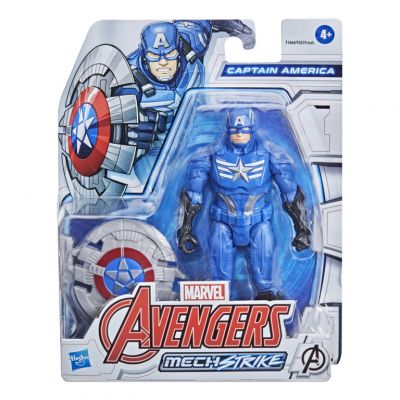 4+
CAPTAIN AMERICA
MARVEL
AVENGERS
MECHSTRIKE
Hasbro